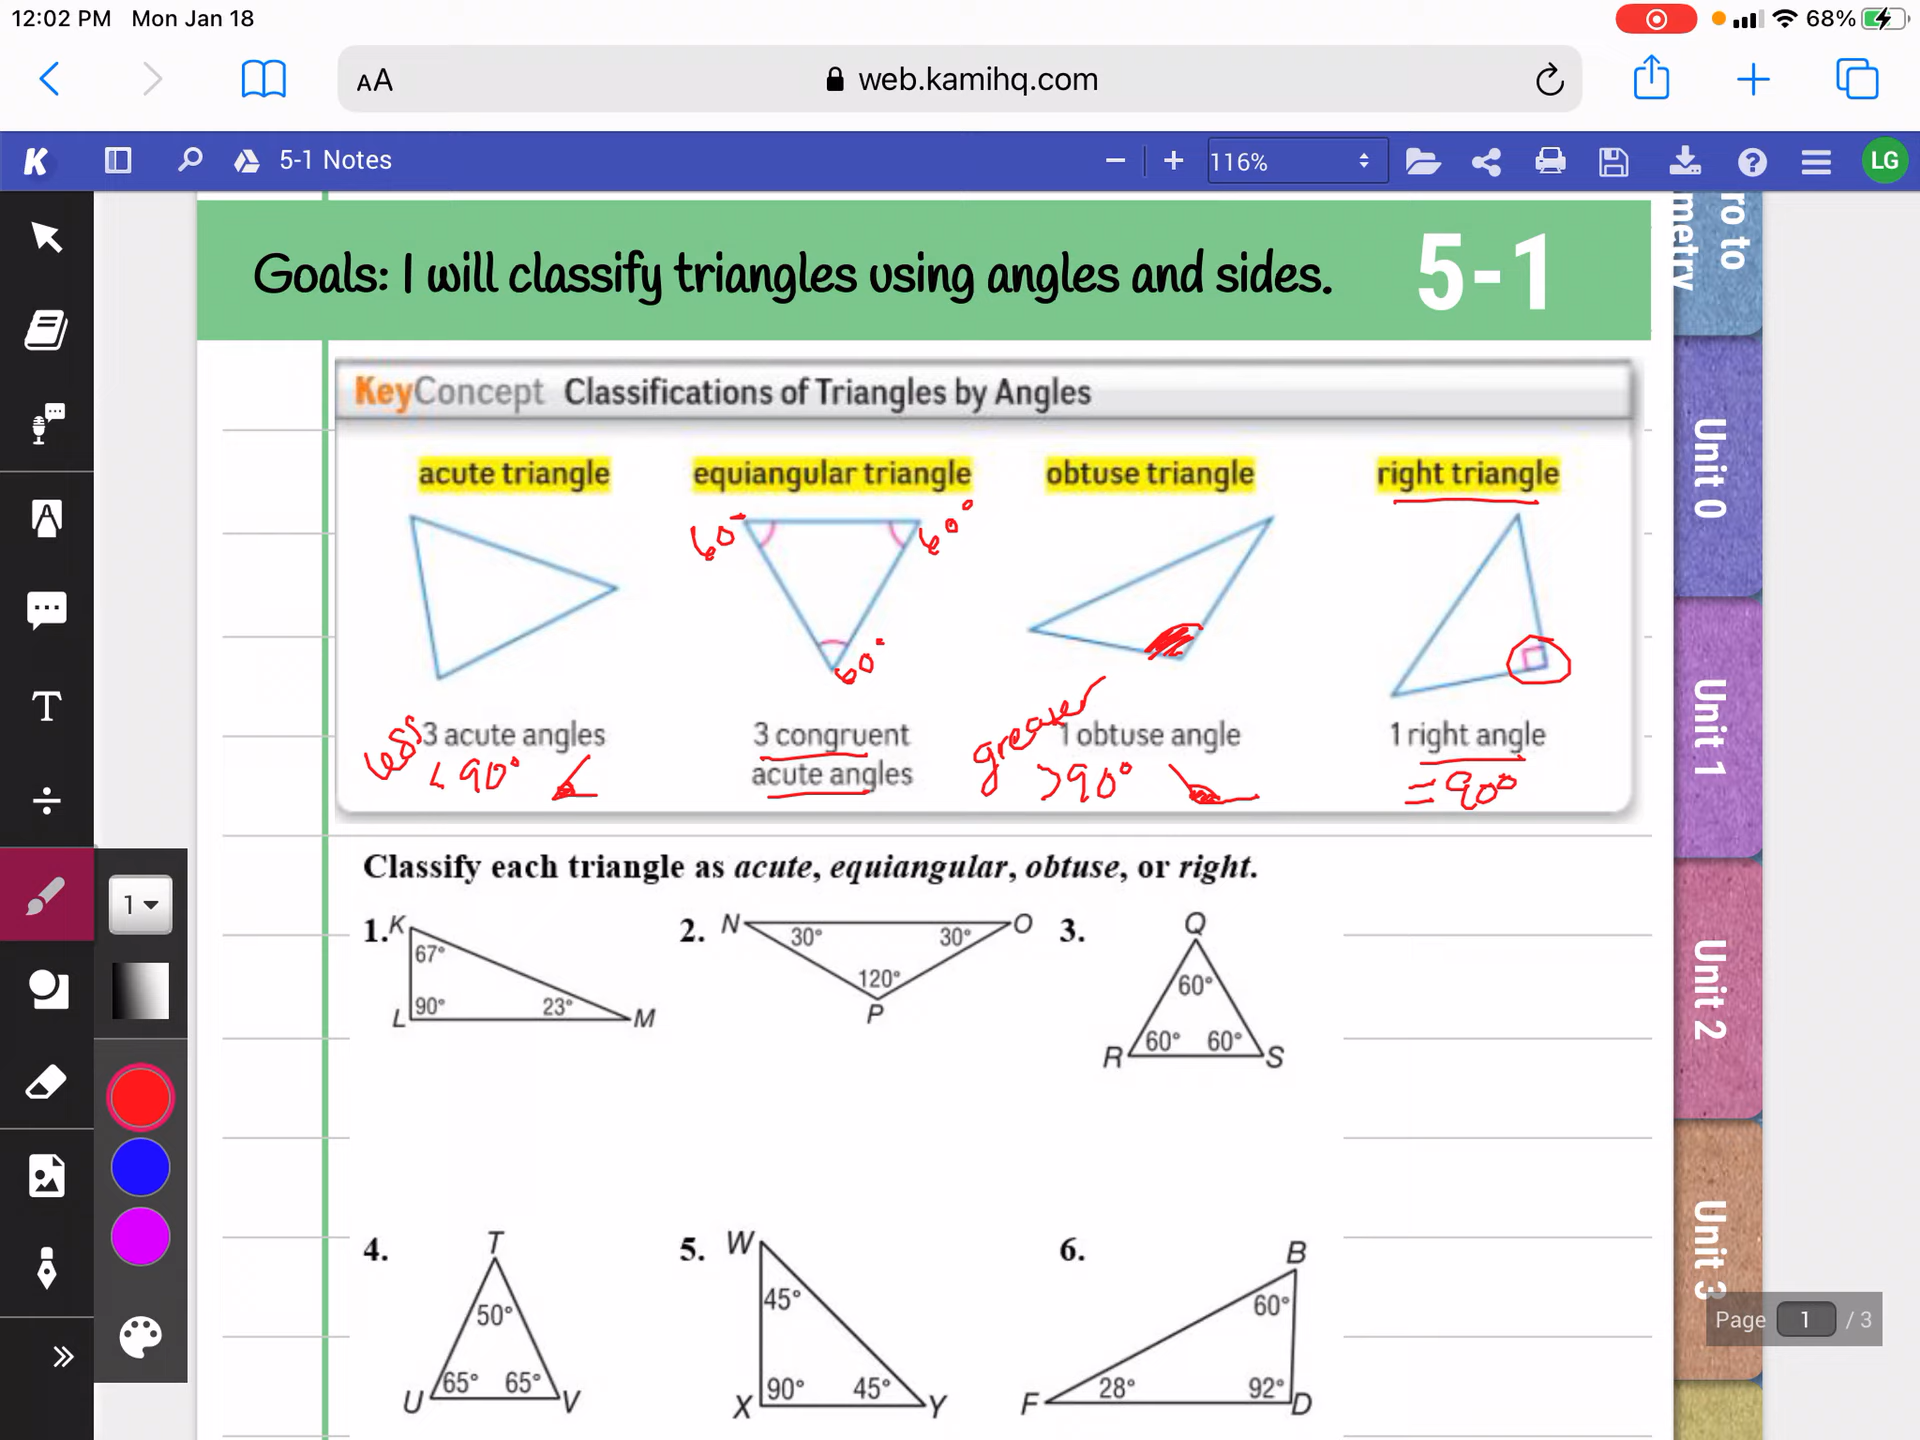 12:02 PM Mon Jan 18
68%
AA
web.kamihq.com
K
5-1 Notes
116%
LG
Goals: I will classify triangles using angles and sides.
5-1
ro to
metry
KeyConcept Classifications of Triangles by Angles
acute triangle
equiangular triangle
obtuse triangle
right triangle
60°
60°
60°
less
3 acute angles
< 90°
3 congruent
acute angles
greater
1 obtuse angle
> 90°
1 right angle
= 90°
Classify each triangle as acute, equiangular, obtuse, or right.
1. K
67°
L 90° 23° M
2. N 30° 30° O
120°
P
3. Q
60°
R 60° 60° S
4. T
50°
U 65° 65° V
5. W
45°
X 90° 45° Y
6. B
60°
F 28° 92° D
Unit 0
Unit 1
Unit 2
Unit 3
Page 1 / 3
A
T
1